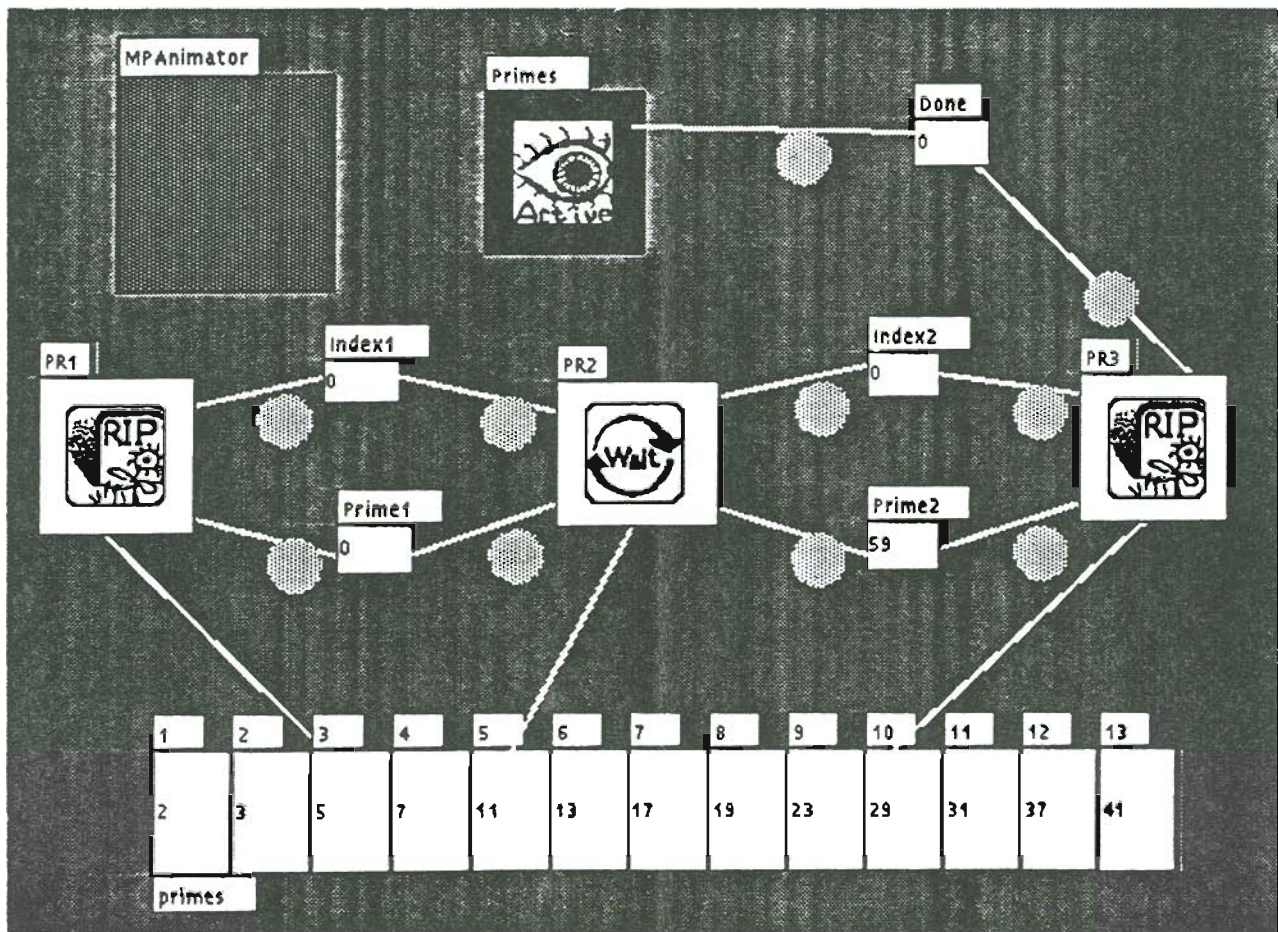 MPAnimator
Primes
Active
Done
0
PR1
RIP
Index1
0
PR2
Wait
Index2
0
PR3
RIP
Prime1
0
Prime2
59
1 2 3 4 5 6 7 8 9 10 11 12 13
2 3 5 7 11 13 17 19 23 29 31 37 41
primes